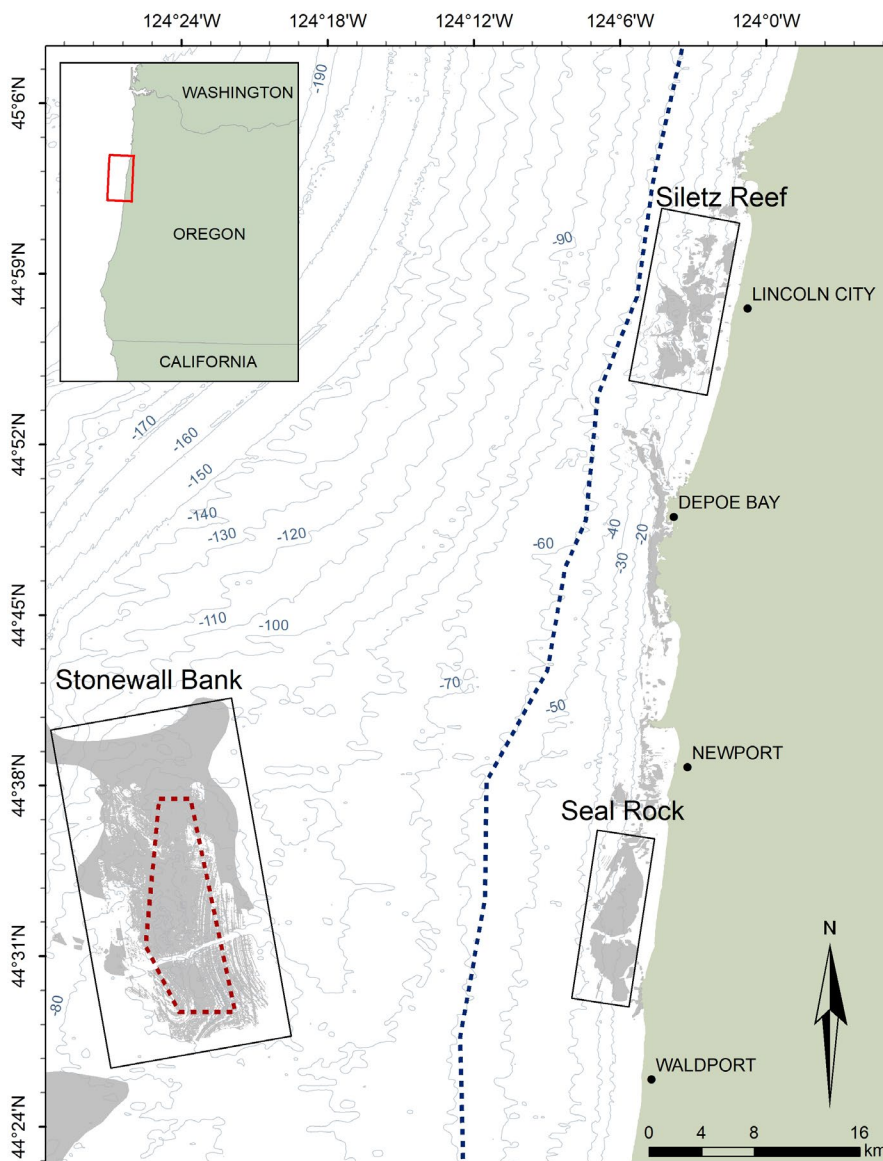 124°24'W
124°18'W
124°12'W
124°6'W
124°0'W
45°6'N
44°59'N
44°52'N
44°45'N
44°38'N
44°31'N
44°24'N
WASHINGTON
OREGON
CALIFORNIA
-190
Siletz Reef
-90
LINCOLN CITY
-170
-160
-150
-140
-130
-120
-40
-20
DEPOE BAY
-60
-30
-110
-100
Stonewall Bank
-70
-50
NEWPORT
Seal Rock
N
-80
WALDPORT
0 4 8 12 16
km